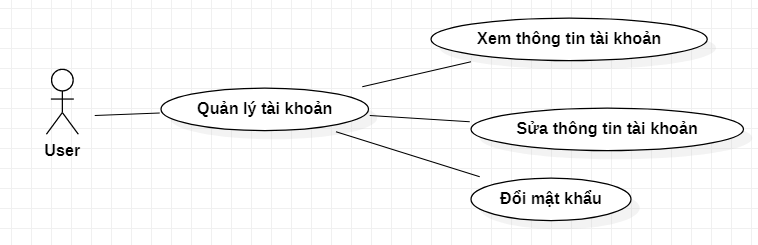 Xem thông tin tài khoản
Quản lý tài khoản
Sửa thông tin tài khoản
User
Đổi mật khẩu